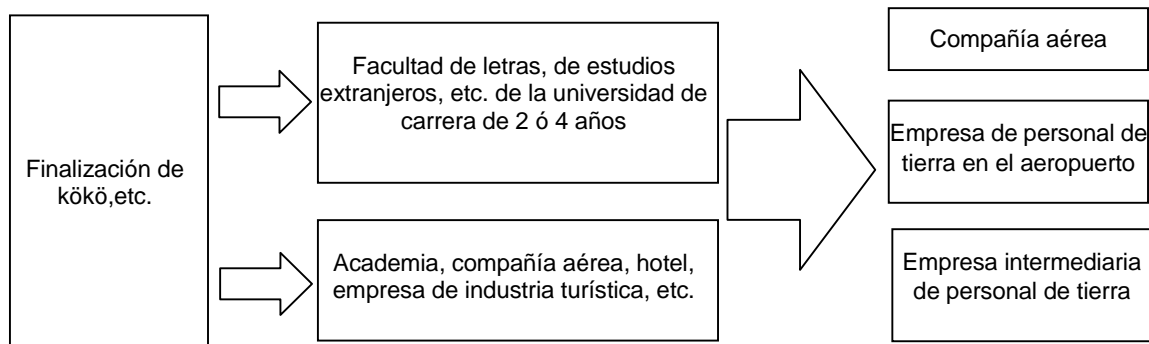 Finalización de
kökö,etc.
Facultad de letras, de estudios
extranjeros, etc. de la universidad de
carrera de 2 ó 4 años
Academia, compañía aérea, hotel,
empresa de industria turística, etc.
Compañía aérea
Empresa de personal de
tierra en el aeropuerto
Empresa intermediaria
de personal de tierra